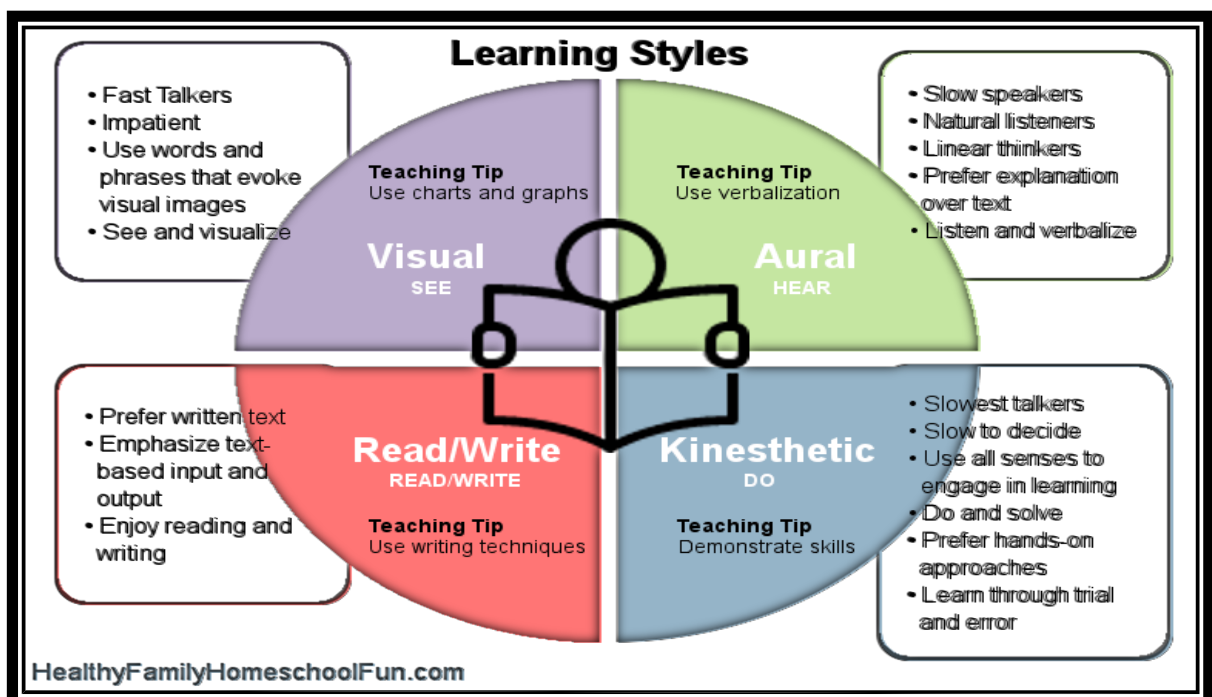 Learning Styles
• Fast Talkers
• Impatient
• Use words and
phrases that evoke
visual images
• See and visualize
Teaching Tip
Use charts and graphs
Visual
SEE
Teaching Tip
Use verbalization
Aural
HEAR
• Slow speakers
• Natural listeners
• Linear thinkers
• Prefer explanation
over text
• Listen and verbalize
• Prefer written text
• Emphasize text-
based input and
output
• Enjoy reading and
writing
Read/Write
READ/WRITE
Teaching Tip
Use writing techniques
Kinesthetic
DO
Teaching Tip
Demonstrate skills
• Slowest talkers
• Slow to decide
• Use all senses to
engage in learning
• Do and solve
• Prefer hands-on
approaches
• Learn through trial
and error
HealthyFamilyHomeschoolFun.com